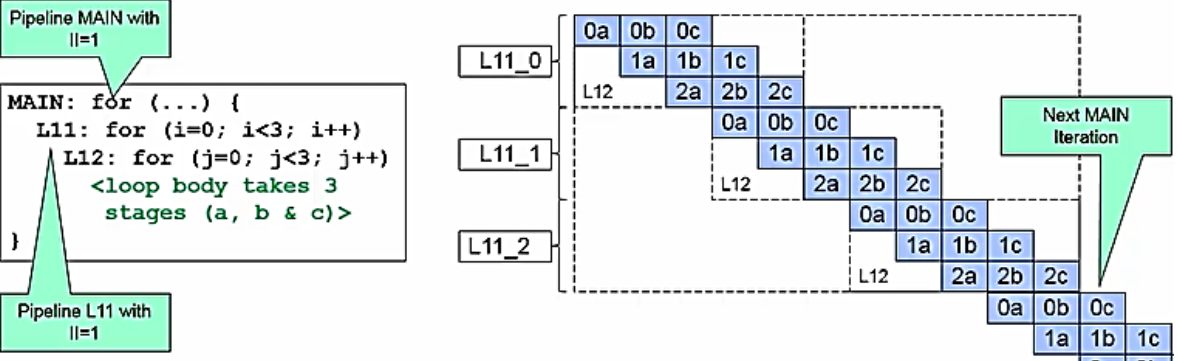 Pipeline MAIN with
II=1
MAIN: for (...) {
L11: for (i=0; i<3; i++)
L12: for (j=0; j<3; j++)
<loop body takes 3
stages (a, b & c)>
}
Pipeline L11 with
II=1
L11_0
L11_1
L11_2
0a 0b 0c
1a 1b 1c
L12 2a 2b 2c
0a 0b 0c
1a 1b 1c
L12 2a 2b 2c
0a 0b 0c
1a 1b 1c
L12 2a 2b 2c
0a 0b 0c
1a 1b 1c
Next MAIN
Iteration